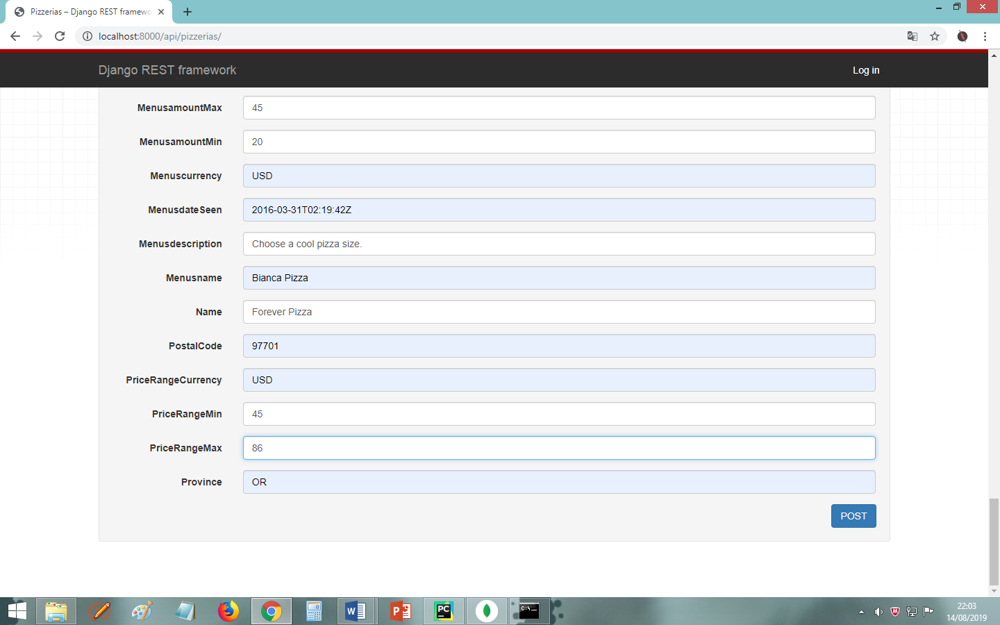 Pizzerias – Django REST framewo
localhost:8000/api/pizzerias/
Django REST framework
Log in
MenusamountMax 45
MenusamountMin 20
Menuscurrency USD
MenusdateSeen 2016-03-31T02:19:42Z
Menusdescription Choose a cool pizza size.
Menusname Bianca Pizza
Name Forever Pizza
PostalCode 97701
PriceRangeCurrency USD
PriceRangeMin 45
PriceRangeMax 86
Province OR
POST
22:03
14/08/2019